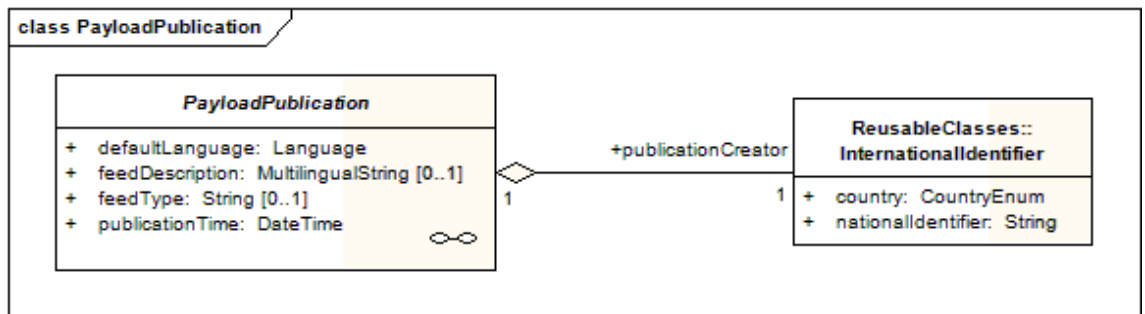 class PayloadPublication
PayloadPublication
+ defaultLanguage: Language
+ feedDescription: MultilingualString [0..1]
+ feedType: String [0..1]
+ publicationTime: DateTime
1
+publicationCreator
1
ReusableClasses::
InternationalIdentifier
+ country: CountryEnum
+ nationalIdentifier: String